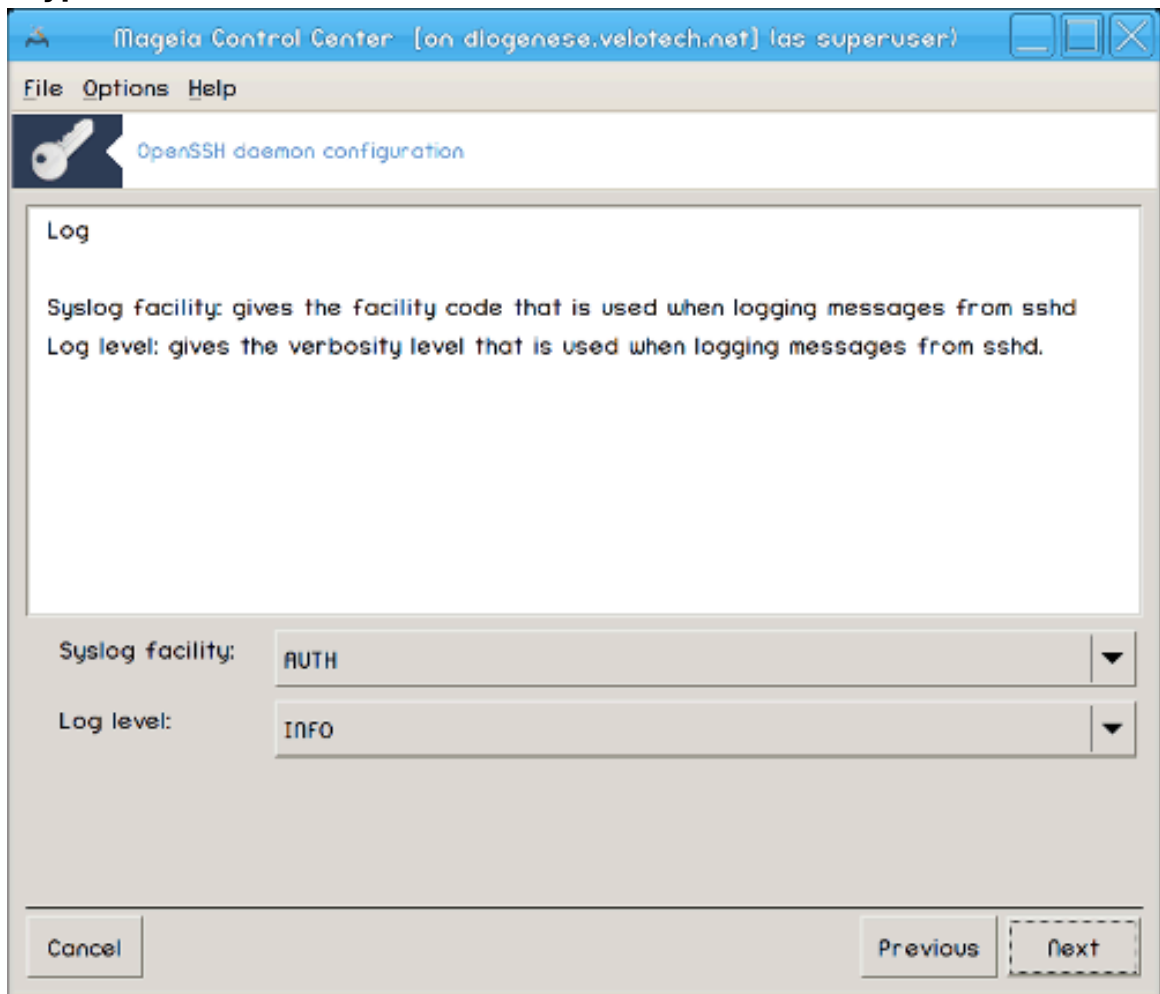 Mageia Control Center [on diogenese.velotech.net] (as superuser)
File Options Help
OpenSSH daemon configuration
Log
Syslog facility: gives the facility code that is used when logging messages from sshd
Log level: gives the verbosity level that is used when logging messages from sshd.
Syslog facility: AUTH
Log level: INFO
Cancel Previous Next